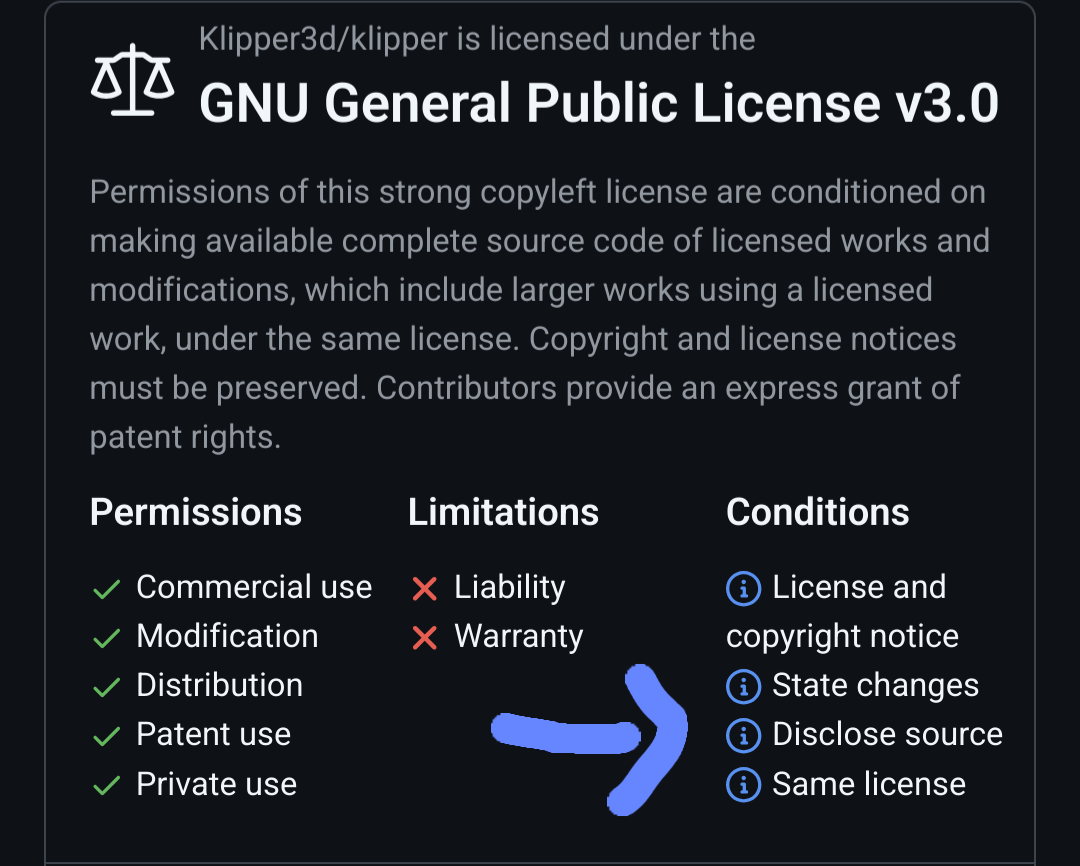 Klipper3d/klipper is licensed under the
GNU General Public License v3.0
Permissions of this strong copyleft license are conditioned on
making available complete source code of licensed works and
modifications, which include larger works using a licensed
work, under the same license. Copyright and license notices
must be preserved. Contributors provide an express grant of
patent rights.
Permissions
Commercial use
Modification
Distribution
Patent use
Private use
Limitations
Liability
Warranty
Conditions
License and
copyright notice
State changes
Disclose source
Same license